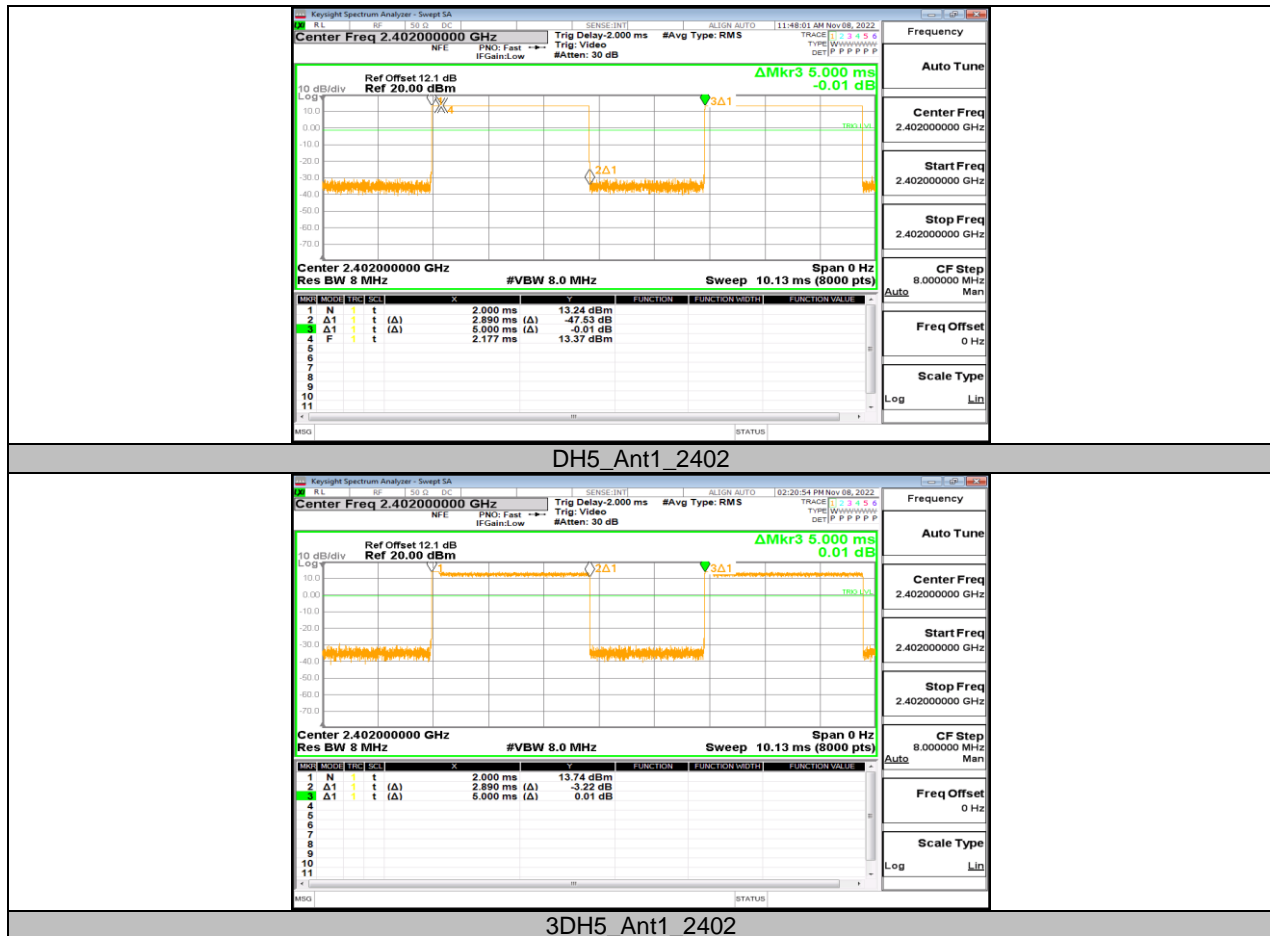 Keysight Spectrum Analyzer - Swept SA
RL RF 50 Ω DC SENSE:INT ALIGN AUTO 11:48:01 AM Nov 08, 2022
Center Freq 2.402000000 GHz
NFE PNO: Fast IFGain:Low
Trig Delay-2.000 ms #Avg Type: RMS
Trig: Video
#Atten: 30 dB
TRACE 1 2 3 4 5 6
TYPE WWWWWWW
DET P P P P P P
Frequency
Auto Tune
Center Freq
2.402000000 GHz
Start Freq
2.402000000 GHz
Stop Freq
2.402000000 GHz
CF Step
8.000000 MHz
Auto Man
Freq Offset
0 Hz
Scale Type
Log Lin
ΔMkr3 5.000 ms
-0.01 dB
Ref Offset 12.1 dB
10 dB/div Ref 20.00 dBm
Log
10.0
0.00
-10.0
-20.0
-30.0
-40.0
-50.0
-60.0
-70.0
4
2Δ1
3Δ1
TRIG LVL
Center 2.402000000 GHz Span 0 Hz
Res BW 8 MHz #VBW 8.0 MHz Sweep 10.13 ms (8000 pts)
MKR MODE TRC SCL X Y FUNCTION FUNCTION WIDTH FUNCTION VALUE
1 N 1 t 2.000 ms 13.24 dBm
2 Δ1 1 t (Δ) 2.890 ms (Δ) -47.53 dB
3 Δ1 1 t (Δ) 5.000 ms (Δ) -0.01 dB
4 F 1 t 2.177 ms 13.37 dBm
5
6
7
8
9
10
11
MSG STATUS
DH5_Ant1_2402
Keysight Spectrum Analyzer - Swept SA
RL RF 50 Ω DC SENSE:INT ALIGN AUTO 02:20:54 PM Nov 08, 2022
Center Freq 2.402000000 GHz
NFE PNO: Fast IFGain:Low
Trig Delay-2.000 ms #Avg Type: RMS
Trig: Video
#Atten: 30 dB
TRACE 1 2 3 4 5 6
TYPE WWWWWWW
DET P P P P P P
Frequency
Auto Tune
Center Freq
2.402000000 GHz
Start Freq
2.402000000 GHz
Stop Freq
2.402000000 GHz
CF Step
8.000000 MHz
Auto Man
Freq Offset
0 Hz
Scale Type
Log Lin
ΔMkr3 5.000 ms
0.01 dB
Ref Offset 12.1 dB
10 dB/div Ref 20.00 dBm
Log
10.0
0.00
-10.0
-20.0
-30.0
-40.0
-50.0
-60.0
-70.0
1
2Δ1
3Δ1
TRIG LVL
Center 2.402000000 GHz Span 0 Hz
Res BW 8 MHz #VBW 8.0 MHz Sweep 10.13 ms (8000 pts)
MKR MODE TRC SCL X Y FUNCTION FUNCTION WIDTH FUNCTION VALUE
1 N 1 t 2.000 ms 13.74 dBm
2 Δ1 1 t (Δ) 2.890 ms (Δ) -3.22 dB
3 Δ1 1 t (Δ) 5.000 ms (Δ) 0.01 dB
4
5
6
7
8
9
10
11
MSG STATUS
3DH5_Ant1_2402